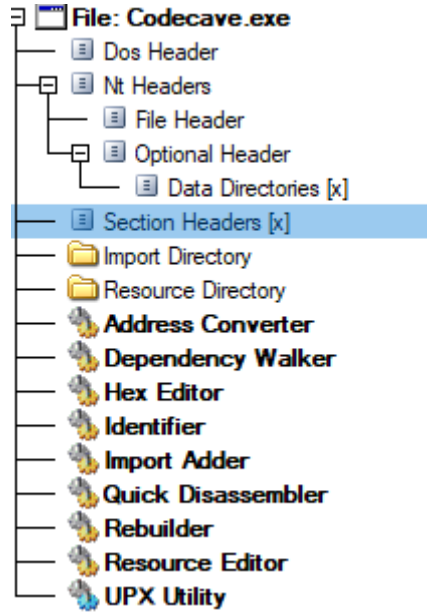 File: Codecave.exe
Dos Header
Nt Headers
File Header
Optional Header
Data Directories [x]
Section Headers [x]
Import Directory
Resource Directory
Address Converter
Dependency Walker
Hex Editor
Identifier
Import Adder
Quick Disassembler
Rebuilder
Resource Editor
UPX Utility